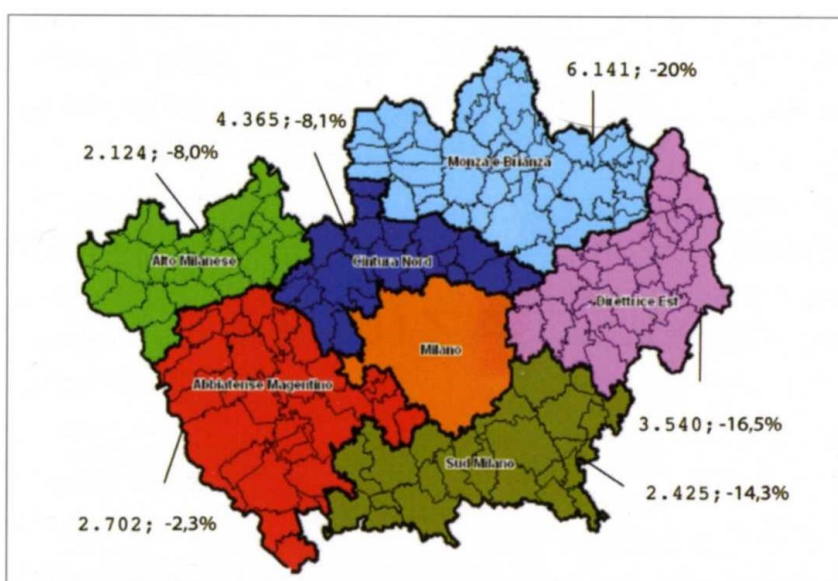 6.141; -20%
4.365; -8,1%
2.124; -8,0%
Monza e Brianza
Alto Milanese
Cintura Nord
Direttrice Est
Milano
Abbiatense Magentino
3.540; -16,5%
Sud Milano
2.425; -14,3%
2.702; -2,3%